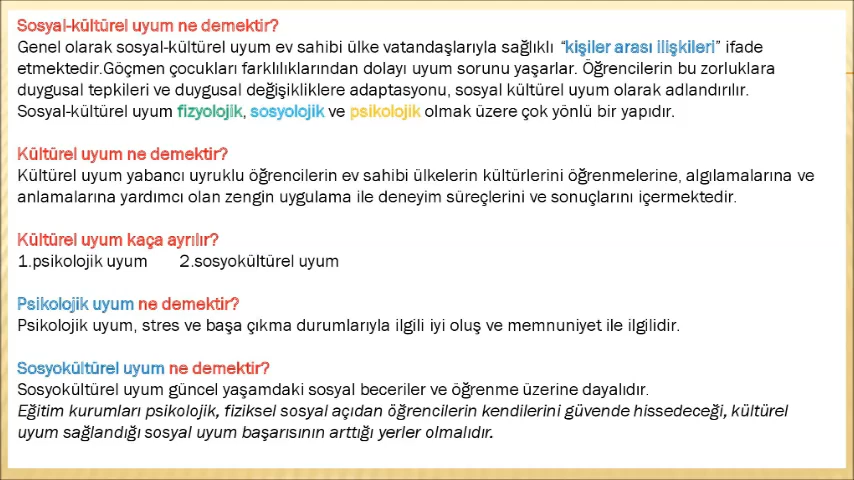 Sosyal-kültürel uyum ne demektir?
Genel olarak sosyal-kültürel uyum ev sahibi ülke vatandaşlarıyla sağlıklı “kişiler arası ilişkileri” ifade
etmektedir.Göçmen çocukları farklılıklarından dolayı uyum sorunu yaşarlar. Öğrencilerin bu zorluklara
duygusal tepkileri ve duygusal değişikliklere adaptasyonu, sosyal kültürel uyum olarak adlandırılır.
Sosyal-kültürel uyum fizyolojik, sosyolojik ve psikolojik olmak üzere çok yönlü bir yapıdır.
Kültürel uyum ne demektir?
Kültürel uyum yabancı uyruklu öğrencilerin ev sahibi ülkelerin kültürlerini öğrenmelerine, algılamalarına ve
anlamalarına yardımcı olan zengin uygulama ile deneyim süreçlerini ve sonuçlarını içermektedir.
Kültürel uyum kaça ayrılır?
1.psikolojik uyum 2.sosyokültürel uyum
Psikolojik uyum ne demektir?
Psikolojik uyum, stres ve başa çıkma durumlarıyla ilgili iyi oluş ve memnuniyet ile ilgilidir.
Sosyokültürel uyum ne demektir?
Sosyokültürel uyum güncel yaşamdaki sosyal beceriler ve öğrenme üzerine dayalıdır.
Eğitim kurumları psikolojik, fiziksel sosyal açıdan öğrencilerin kendilerini güvende hissedeceği, kültürel
uyum sağlandığı sosyal uyum başarısının arttığı yerler olmalıdır.